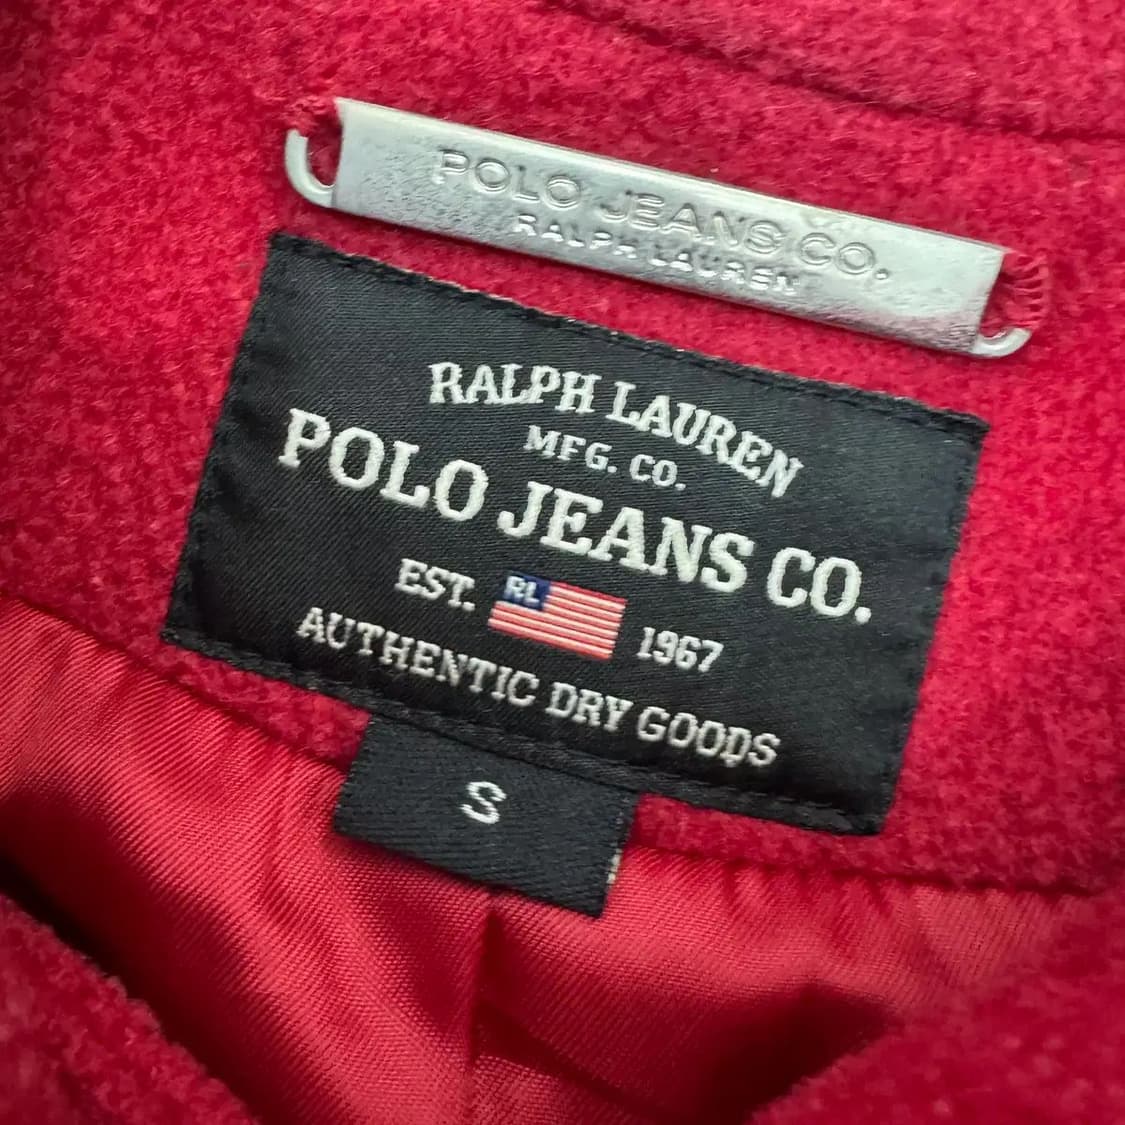 POLO JEANS CO.
RALPH LAUREN
RALPH LAUREN
MFG. CO.
POLO JEANS CO.
EST. RL 1967
AUTHENTIC DRY GOODS
S